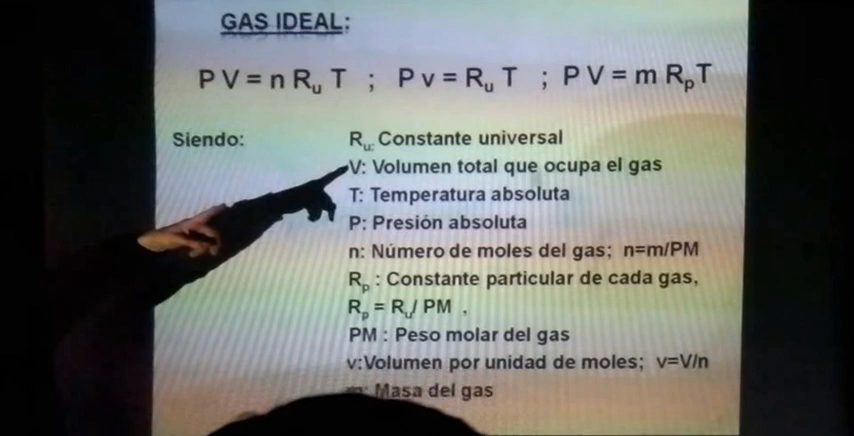 GAS IDEAL:
P V = n Rᵤ T ; P v = Rᵤ T ; P V = m Rₚ T
Siendo: Rᵤ: Constante universal
V: Volumen total que ocupa el gas
T: Temperatura absoluta
P: Presión absoluta
n: Número de moles del gas; n=m/PM
Rₚ : Constante particular de cada gas,
Rₚ = Rᵤ/ PM ,
PM : Peso molar del gas
v:Volumen por unidad de moles; v=V/n
Masa del gas